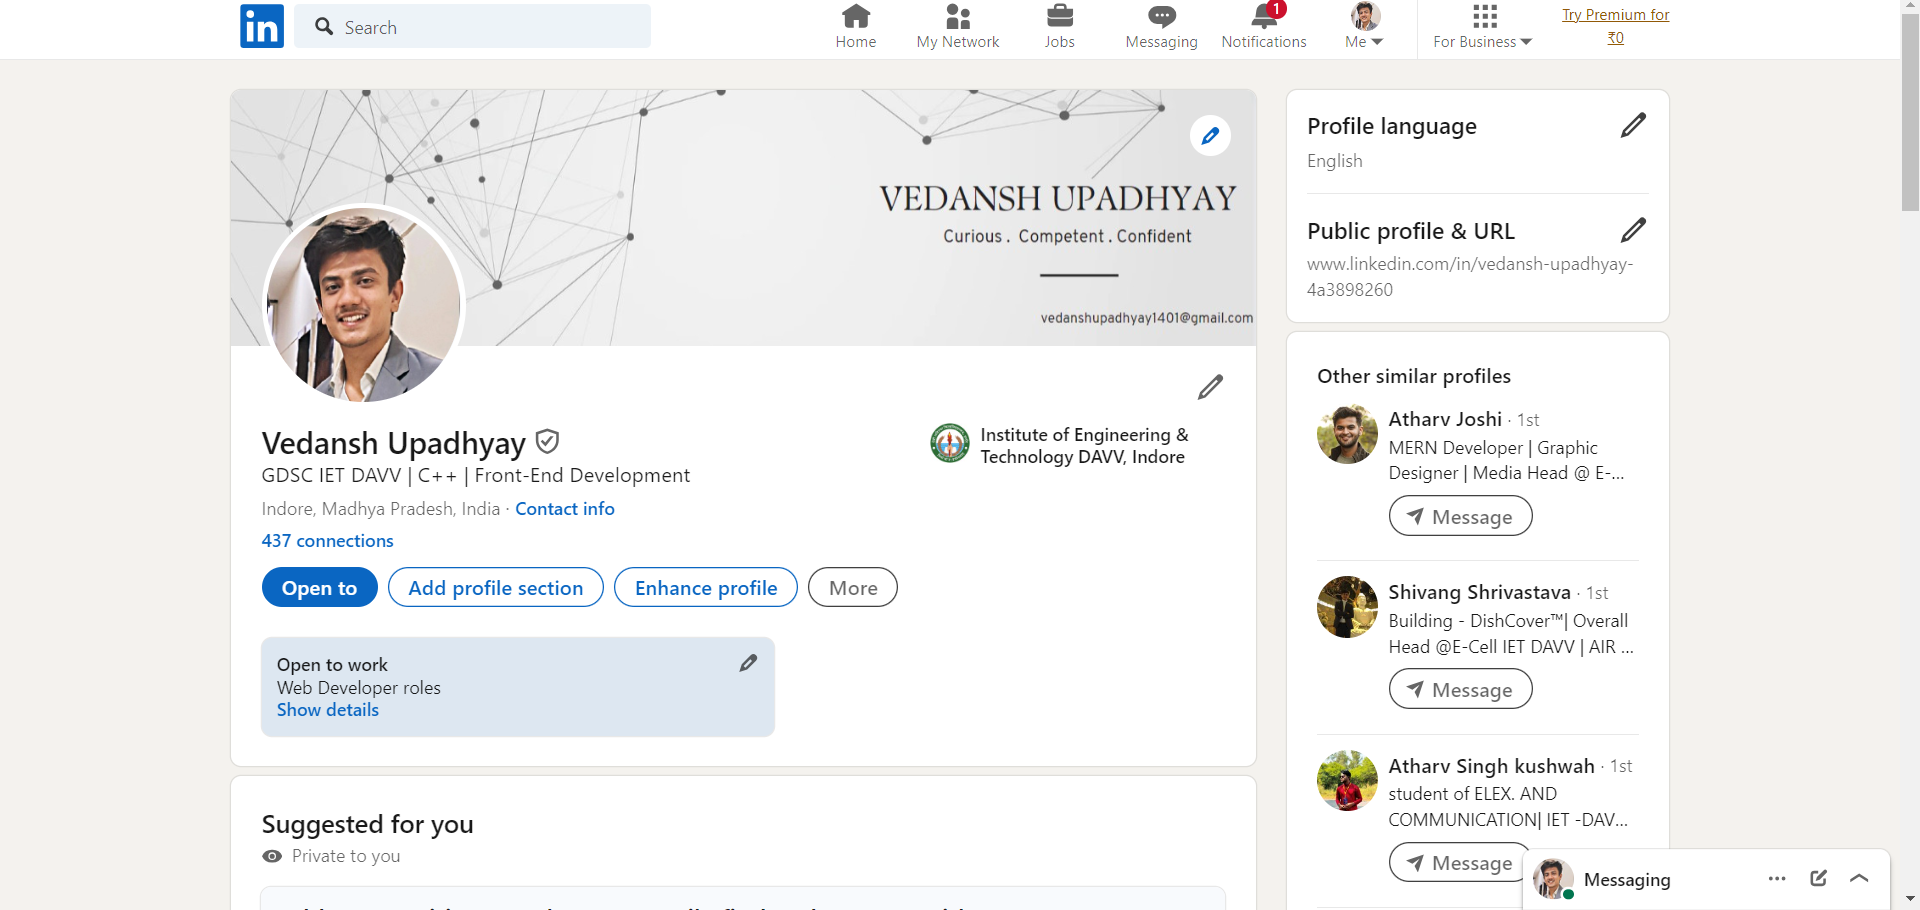 in
Search
Home
My Network
Jobs
Messaging
1
Notifications
Me
For Business
Try Premium for
₹0
VEDANSH UPADHYAY
Curious . Competent . Confident
vedanshupadhyay1401@gmail.com
Vedansh Upadhyay
GDSC IET DAVV | C++ | Front-End Development
Indore, Madhya Pradesh, India · Contact info
437 connections
Institute of Engineering &
Technology DAVV, Indore
Open to
Add profile section
Enhance profile
More
Open to work
Web Developer roles
Show details
Suggested for you
Private to you
Profile language
English
Public profile & URL
www.linkedin.com/in/vedansh-upadhyay-
4a3898260
Other similar profiles
Atharv Joshi · 1st
MERN Developer | Graphic
Designer | Media Head @ E-...
Message
Shivang Shrivastava · 1st
Building - DishCover™| Overall
Head @E-Cell IET DAVV | AIR ...
Message
Atharv Singh kushwah · 1st
student of ELEX. AND
COMMUNICATION| IET -DAV...
Message
Messaging